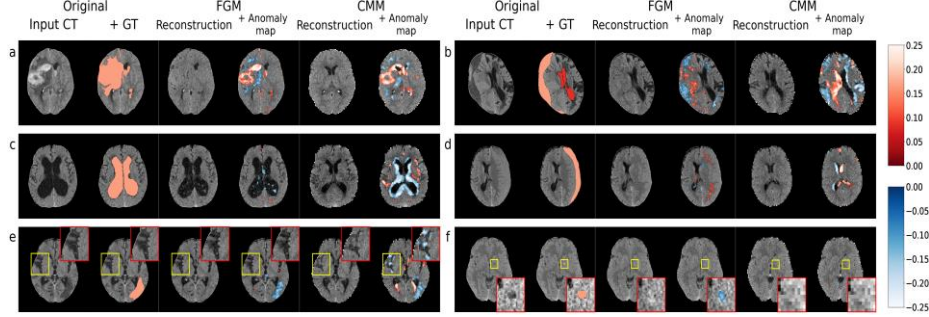 Original FGM CMM Original FGM CMM
Input CT + GT Reconstruction + Anomaly map Reconstruction + Anomaly map Input CT + GT Reconstruction + Anomaly map Reconstruction + Anomaly map
a b
0.25
0.20
0.15
0.10
0.05
0.00
c d
0.00
−0.05
−0.10
−0.15
−0.20
−0.25
e f